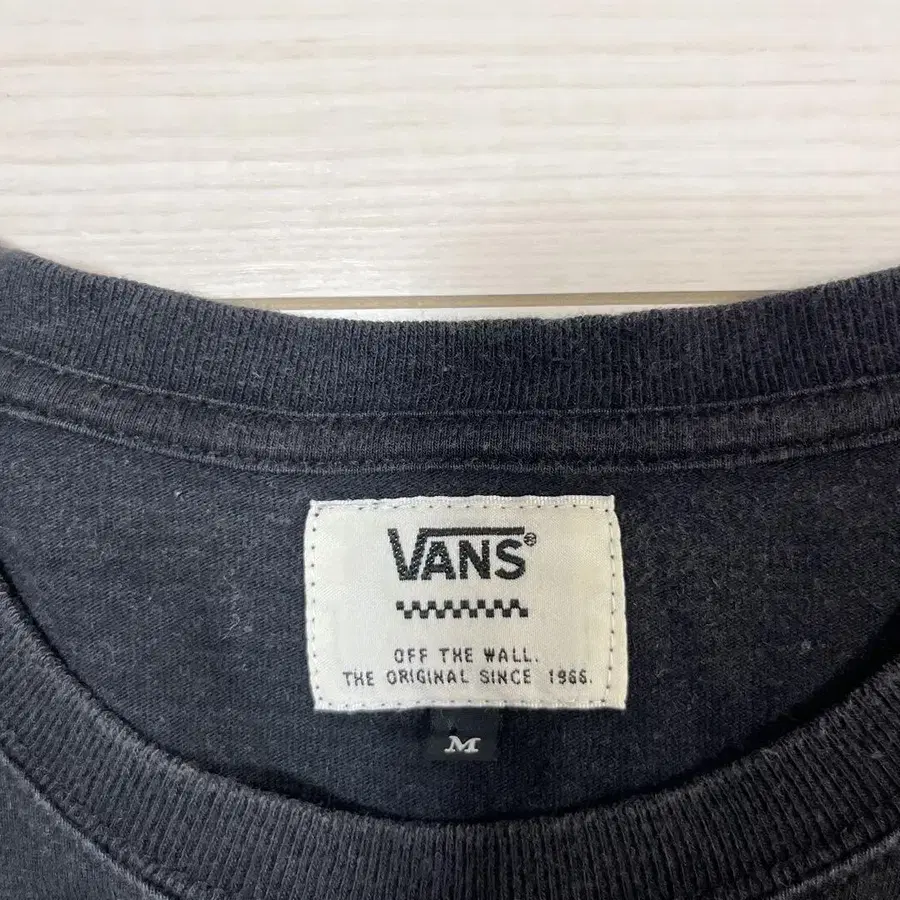 VANS®
OFF THE WALL.
THE ORIGINAL SINCE 1966.
M